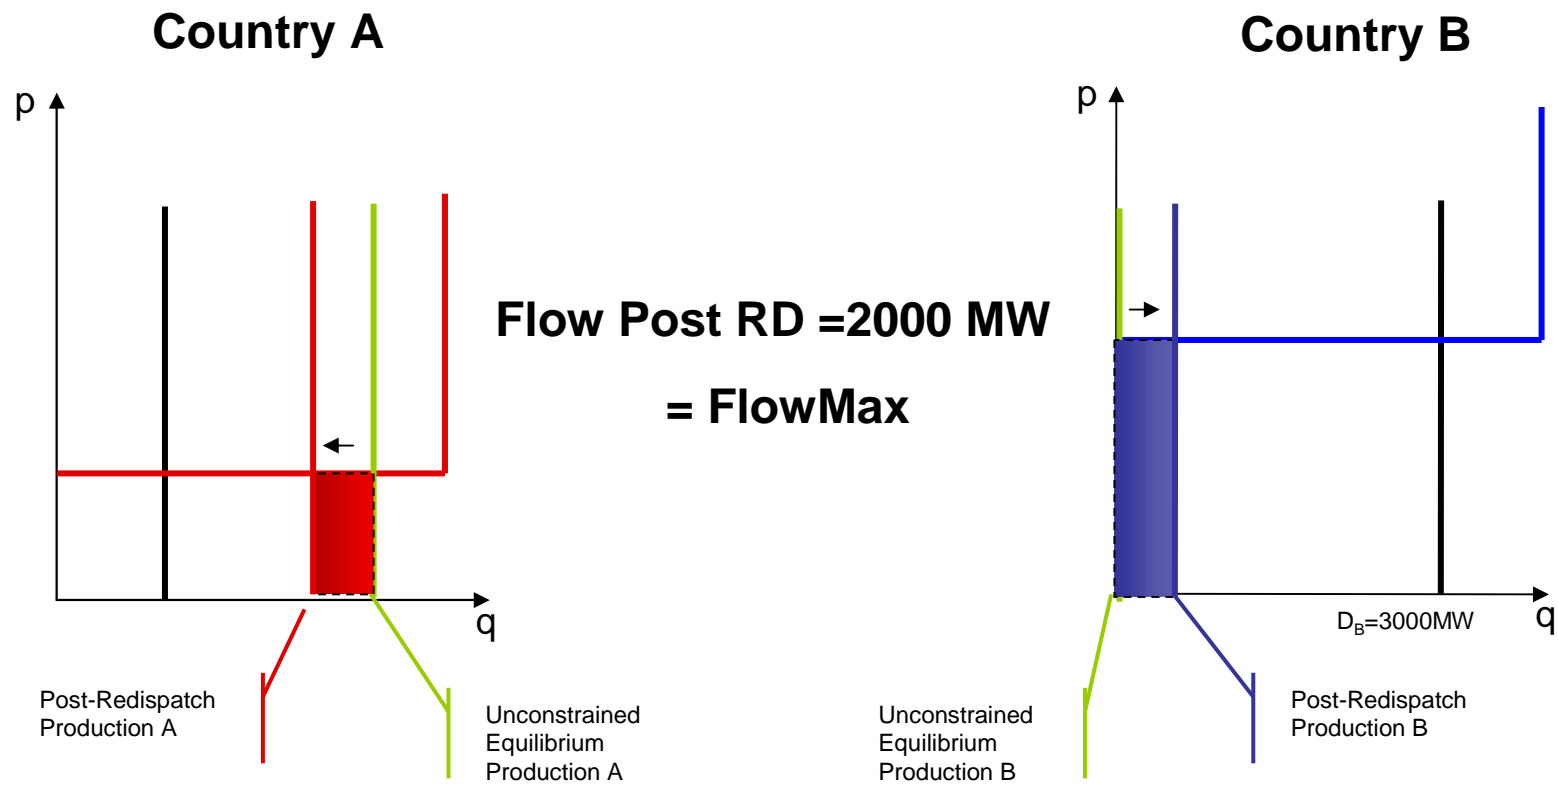 Country A
Country B
p
p
Flow Post RD =2000 MW
= FlowMax
q
D_B=3000MW
q
Post-Redispatch
Production A
Unconstrained
Equilibrium
Production A
Unconstrained
Equilibrium
Production B
Post-Redispatch
Production B